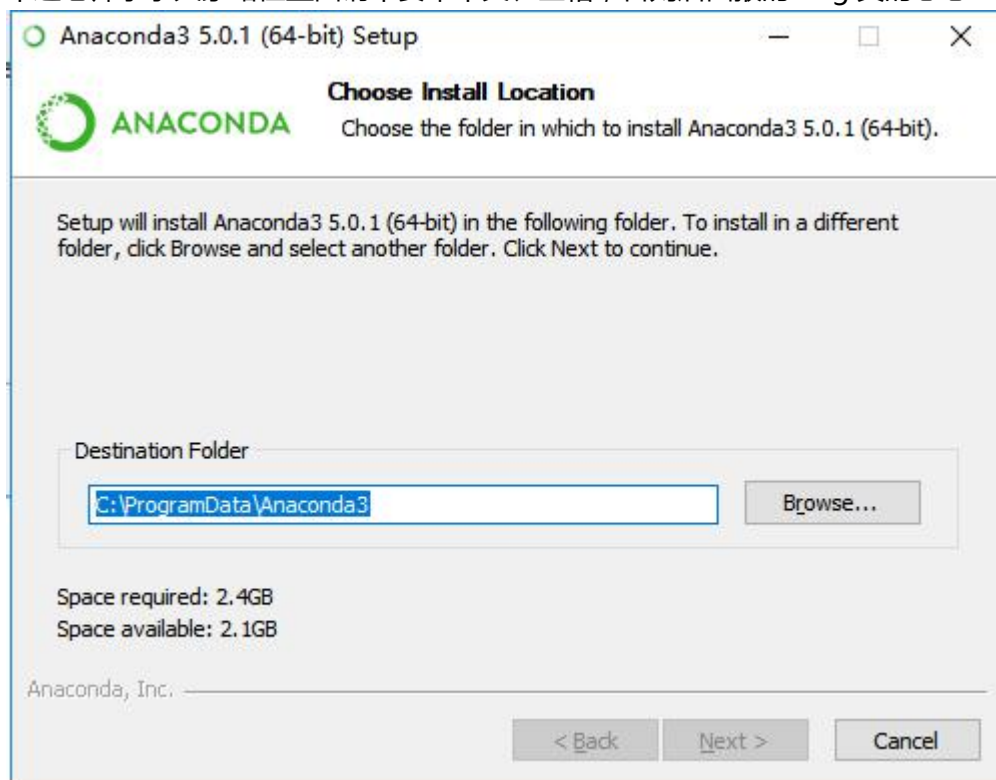 Anaconda3 5.0.1 (64-bit) Setup
ANACONDA
Choose Install Location
Choose the folder in which to install Anaconda3 5.0.1 (64-bit).
Setup will install Anaconda3 5.0.1 (64-bit) in the following folder. To install in a different
folder, click Browse and select another folder. Click Next to continue.
Destination Folder
C:\ProgramData\Anaconda3
Browse...
Space required: 2.4GB
Space available: 2.1GB
Anaconda, Inc.
< Back
Next >
Cancel